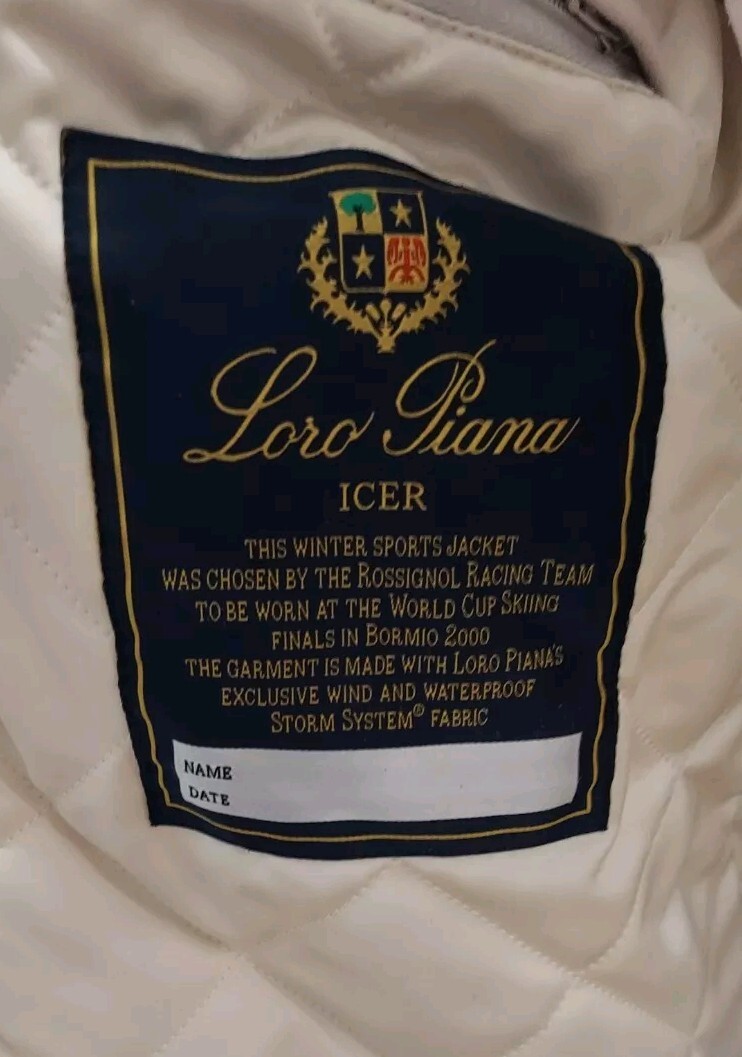 Loro Piana
ICER
THIS WINTER SPORTS JACKET
WAS CHOSEN BY THE ROSSIGNOL RACING TEAM
TO BE WORN AT THE WORLD CUP SKIING
FINALS IN BORMIO 2000
THE GARMENT IS MADE WITH LORO PIANA'S
EXCLUSIVE WIND AND WATERPROOF
STORM SYSTEM® FABRIC
NAME
DATE